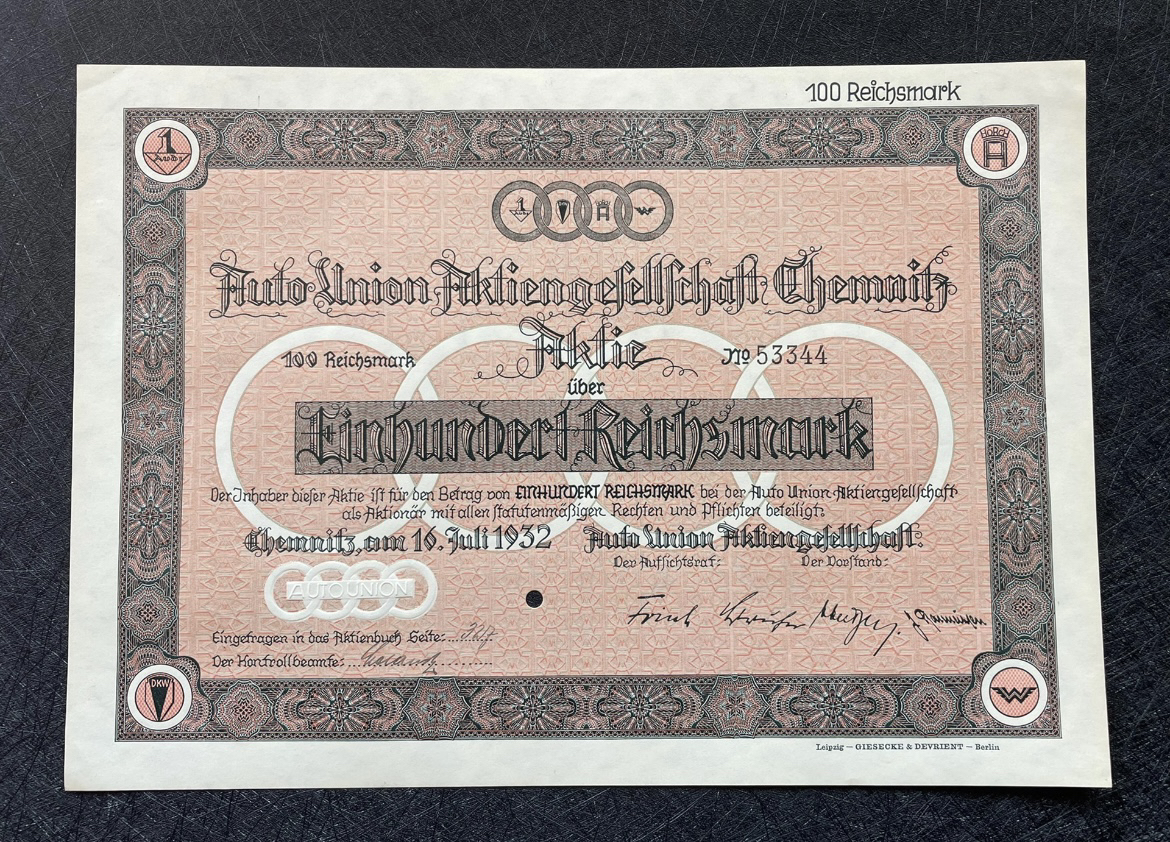 100 Reichsmark
1
Audi
HORCH
Auto Union Aktiengesellschaft Chemnitz
Aktie
100 Reichsmark
№ 53344
über
Einhundert Reichsmark
Der Inhaber dieser Aktie ist für den Betrag von EINHUNDERT REICHSMARK bei der Auto Union Aktiengesellschaft
als Aktionär mit allen statutenmäßigen Rechten und Pflichten beteiligt.
Chemnitz, am 16. Juli 1932 Auto Union Aktiengesellschaft:
Der Aufsichtsrat: Der Vorstand:
AUTO UNION
Eingetragen in das Aktienbuch Seite:
Der Kontrollbeamte:
DKW
W
Leipzig — GIESECKE & DEVRIENT — Berlin